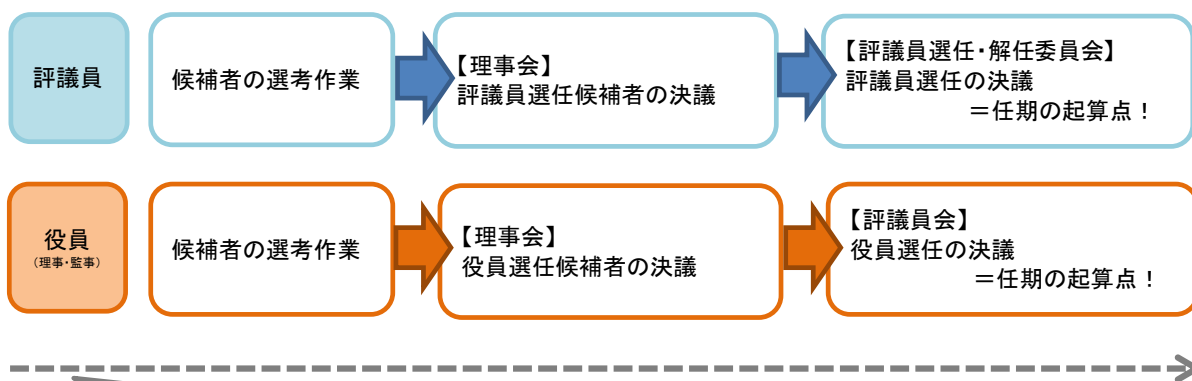 評議員
候補者の選考作業
【理事会】
評議員選任候補者の決議
【評議員選任・解任委員会】
評議員選任の決議
＝任期の起算点！
役員
（理事・監事）
候補者の選考作業
【理事会】
役員選任候補者の決議
【評議員会】
役員選任の決議
＝任期の起算点！